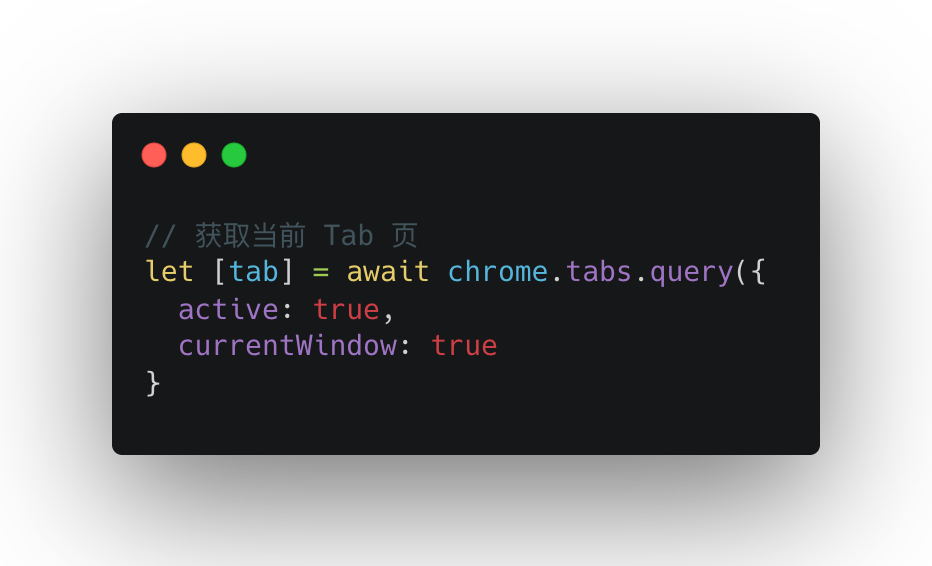 // 获取当前 Tab 页
let [tab] = await chrome.tabs.query({
  active: true,
  currentWindow: true
}